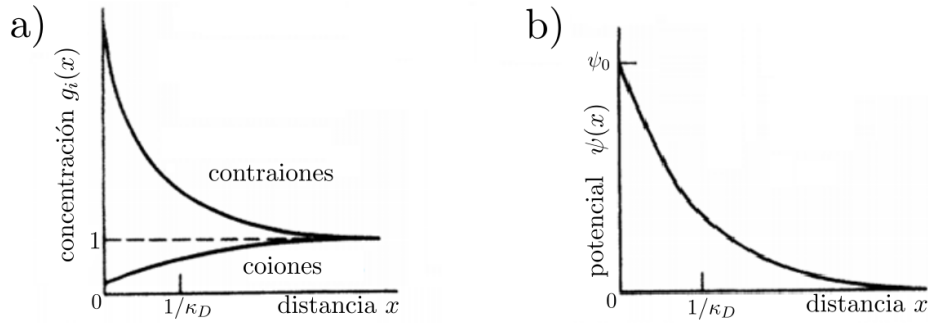 a)
concentración g_i(x)
contraiones
1
coiones
0
1/κ_D
distancia x
b)
ψ_0
potencial ψ(x)
0
1/κ_D
distancia x